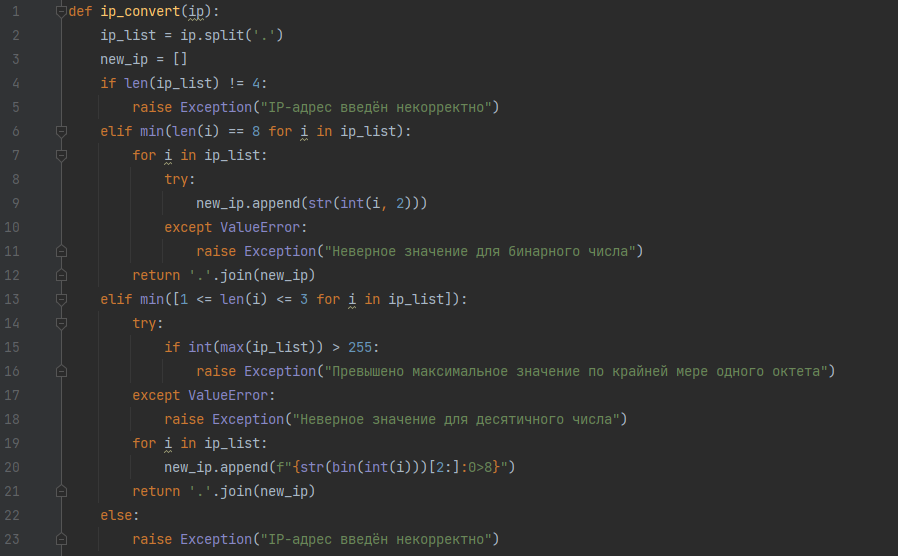 1 def ip_convert(ip):
2     ip_list = ip.split('.')
3     new_ip = []
4     if len(ip_list) != 4:
5         raise Exception("IP-адрес введён некорректно")
6     elif min(len(i) == 8 for i in ip_list):
7         for i in ip_list:
8             try:
9                 new_ip.append(str(int(i, 2)))
10             except ValueError:
11                 raise Exception("Неверное значение для бинарного числа")
12         return '.'.join(new_ip)
13     elif min([1 <= len(i) <= 3 for i in ip_list]):
14         try:
15             if int(max(ip_list)) > 255:
16                 raise Exception("Превышено максимальное значение по крайней мере одного октета")
17         except ValueError:
18             raise Exception("Неверное значение для десятичного числа")
19         for i in ip_list:
20             new_ip.append(f"{str(bin(int(i)))[2:]:0>8}")
21         return '.'.join(new_ip)
22     else:
23         raise Exception("IP-адрес введён некорректно")